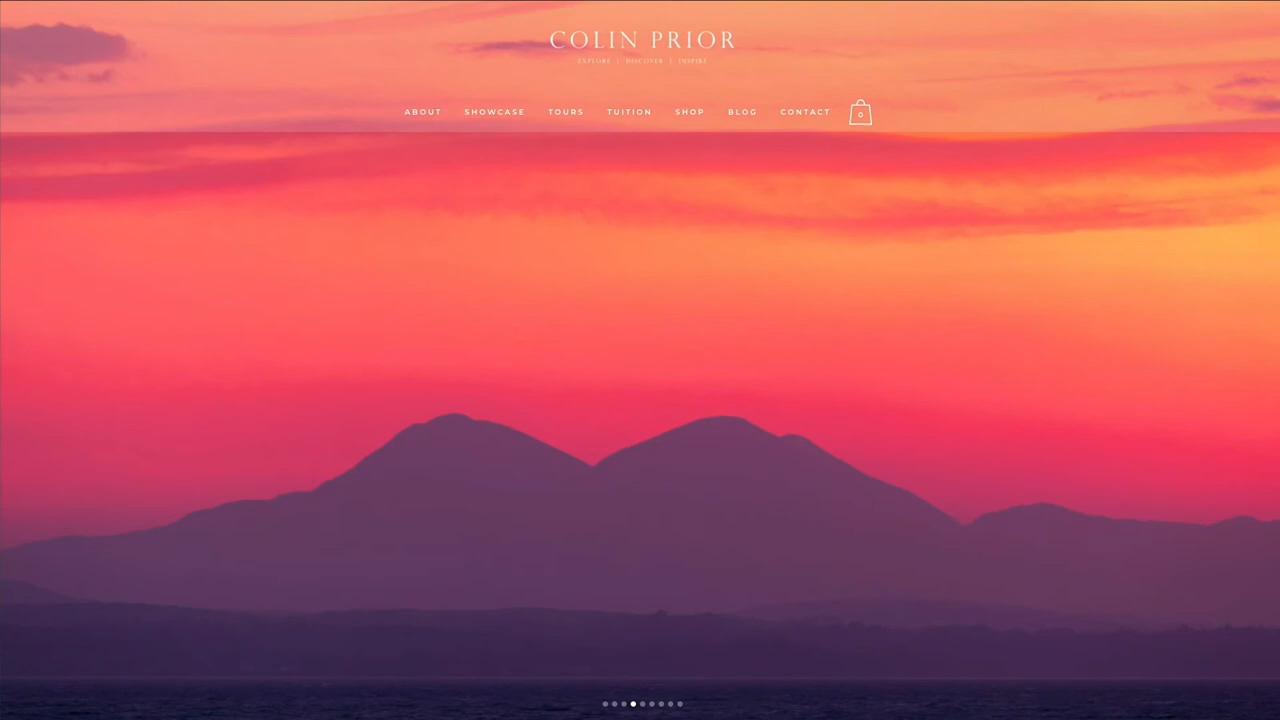 COLIN PRIOR
EXPLORE | DISCOVER | INSPIRE
ABOUT SHOWCASE TOURS TUITION SHOP BLOG CONTACT 0